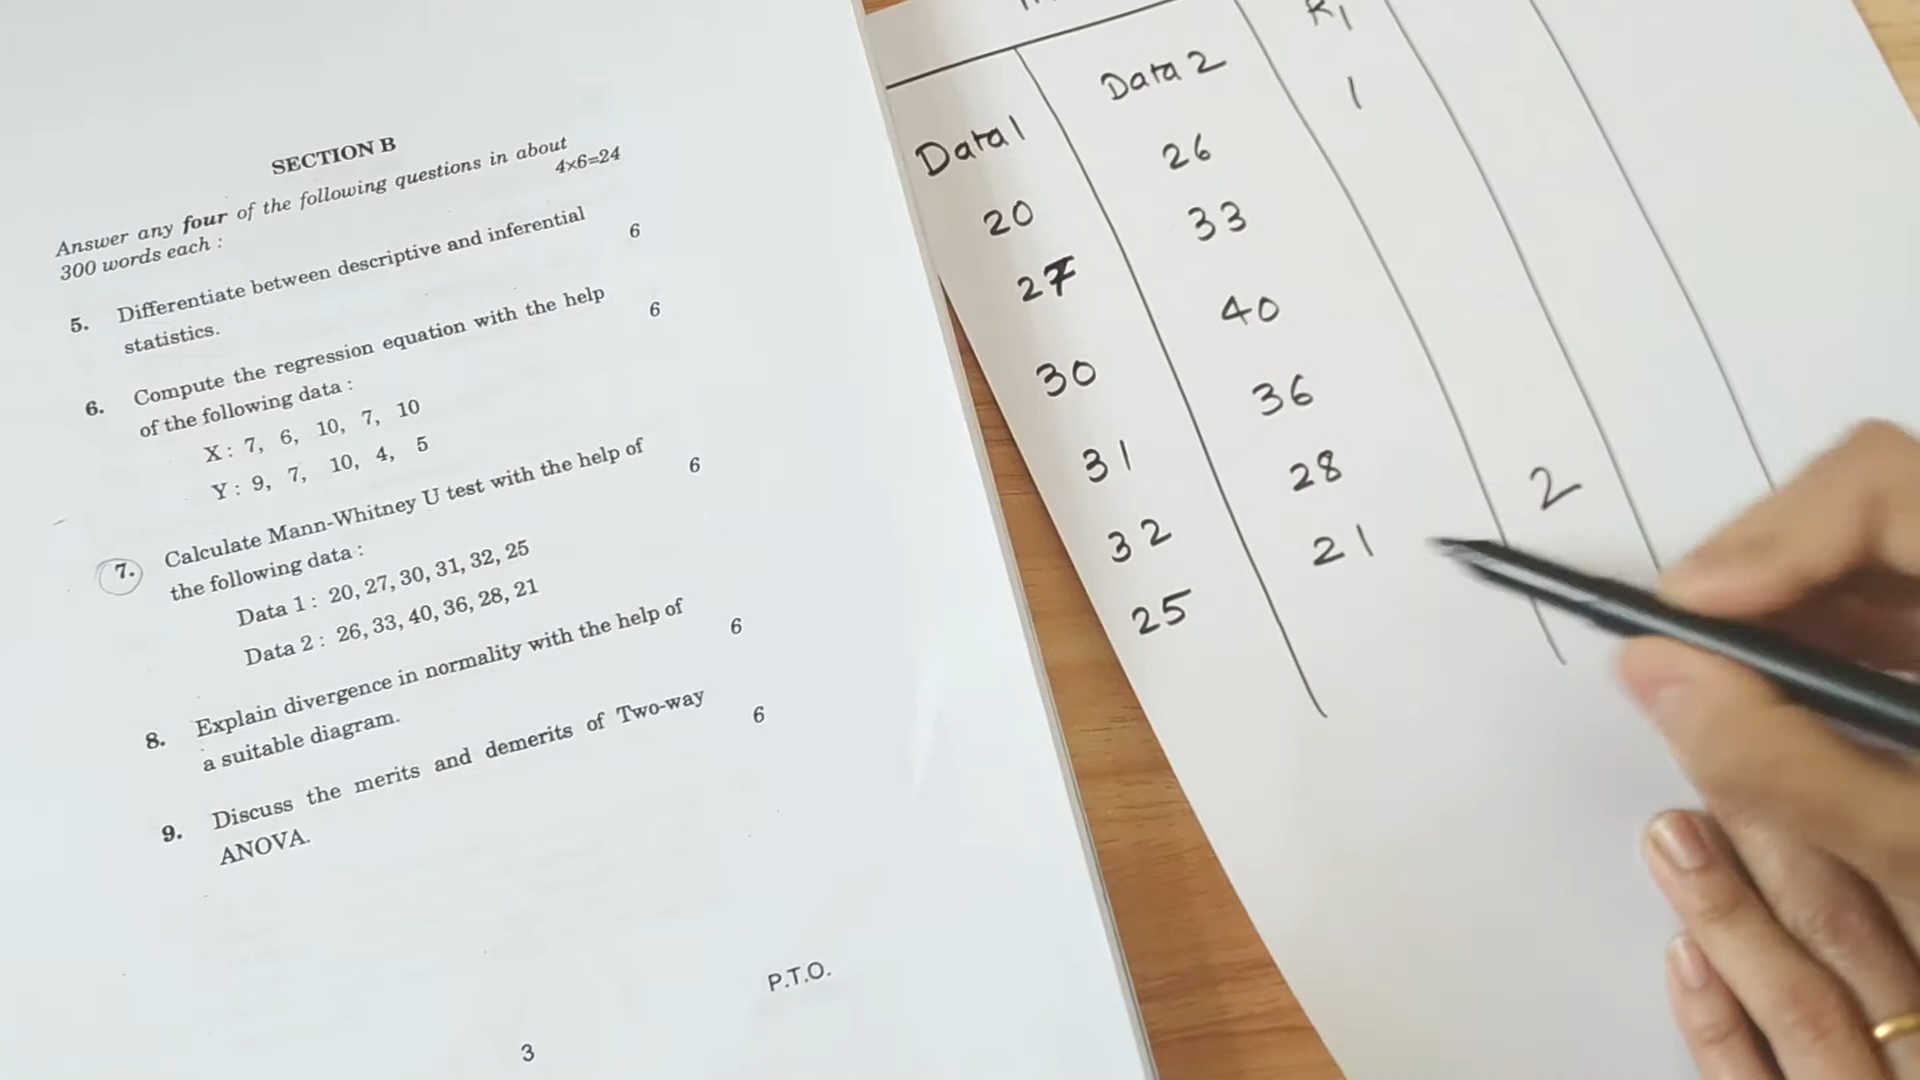 SECTION B
Answer any four of the following questions in about
300 words each : 4×6=24
5. Differentiate between descriptive and inferential
statistics. 6
6. Compute the regression equation with the help
of the following data : 6
X : 7, 6, 10, 7, 10
Y : 9, 7, 10, 4, 5
7. Calculate Mann-Whitney U test with the help of
the following data : 6
Data 1 : 20, 27, 30, 31, 32, 25
Data 2 : 26, 33, 40, 36, 28, 21
8. Explain divergence in normality with the help of
a suitable diagram. 6
9. Discuss the merits and demerits of Two-way
ANOVA. 6
P.T.O.
3
Data 1 Data 2 R1
20 26 1
27 33
30 40
31 36
32 28
25 21 2